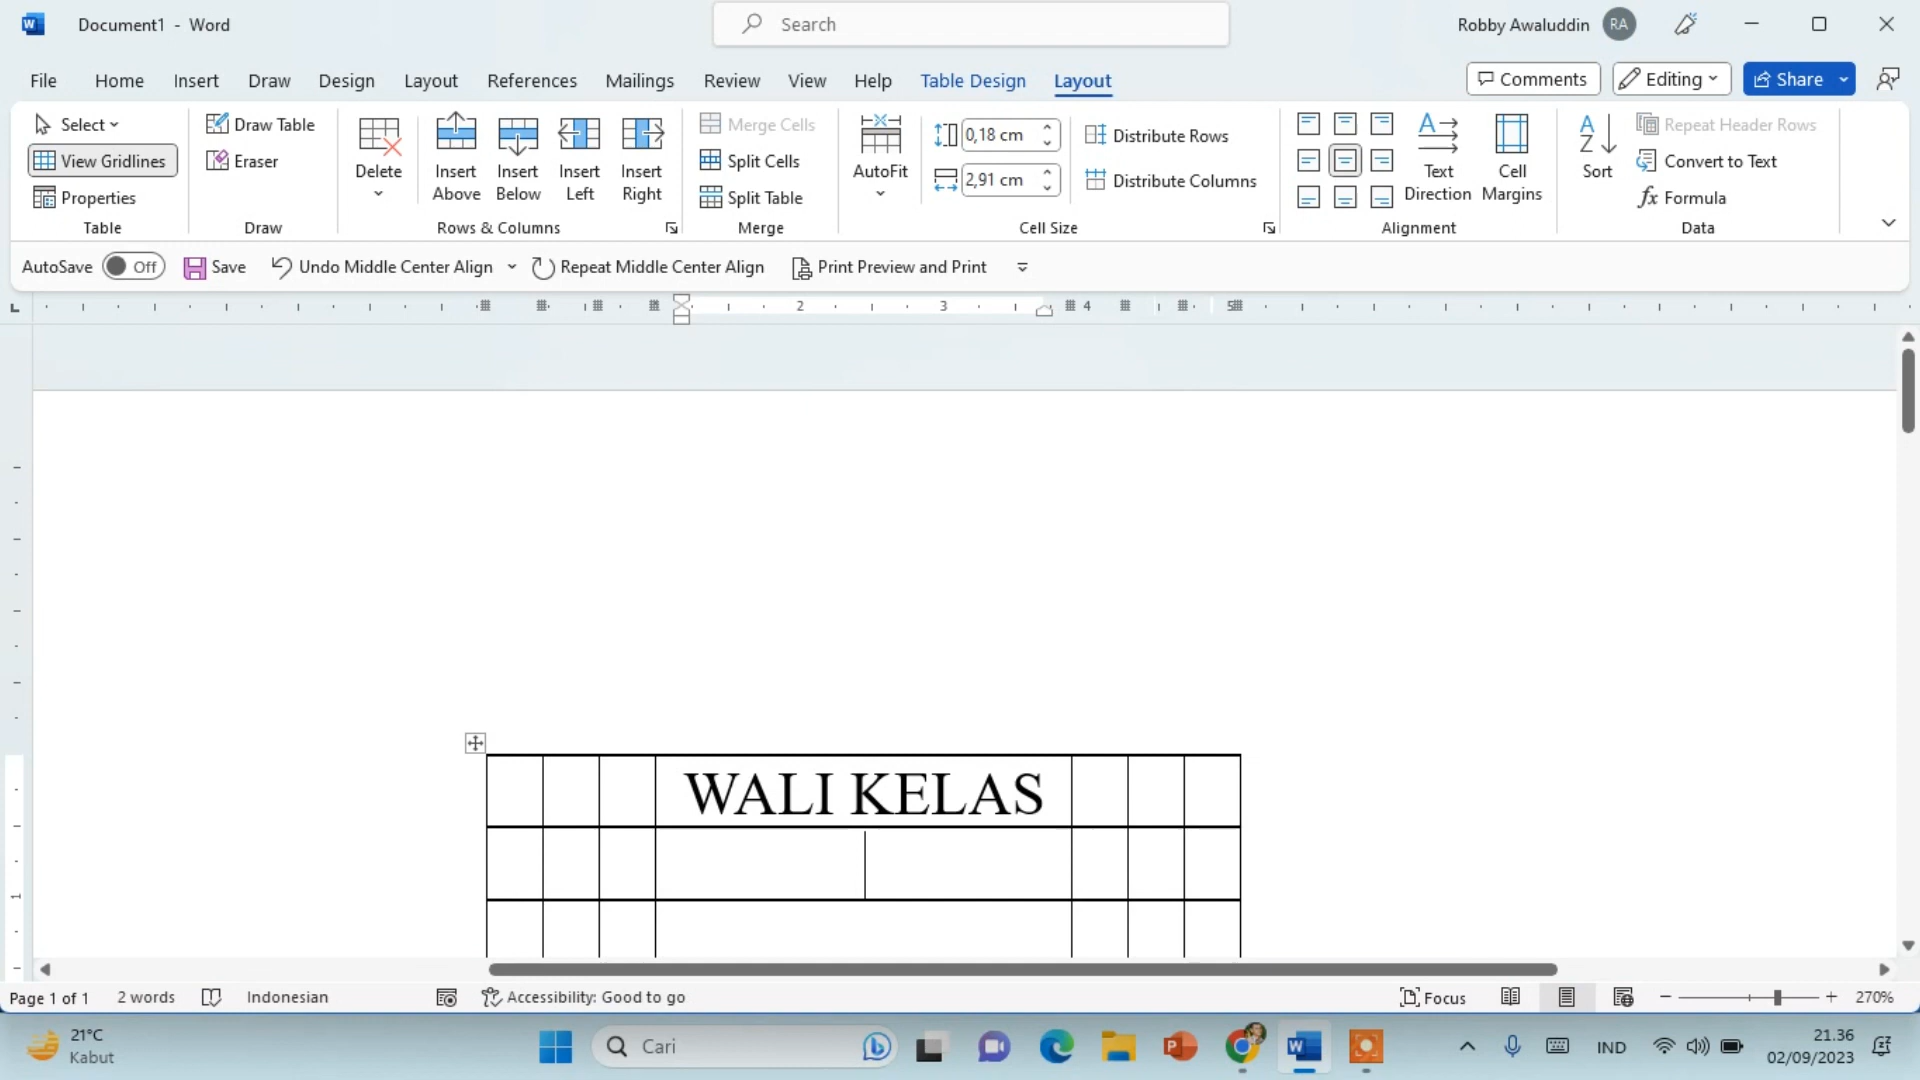 Document1 - Word
Search
Robby Awaluddin RA
File Home Insert Draw Design Layout References Mailings Review View Help Table Design Layout
Comments Editing Share
Select
View Gridlines
Properties
Table
Draw Table
Eraser
Draw
Delete
Insert Above
Insert Below
Insert Left
Insert Right
Rows & Columns
Merge Cells
Split Cells
Split Table
Merge
AutoFit
0,18 cm
2,91 cm
Distribute Rows
Distribute Columns
Cell Size
Text Direction
Cell Margins
Alignment
A Z
Sort
Repeat Header Rows
Convert to Text
fx Formula
Data
AutoSave Off Save Undo Middle Center Align Repeat Middle Center Align Print Preview and Print
2 3 4 5
WALI KELAS
1
Page 1 of 1 2 words Indonesian Accessibility: Good to go Focus 270%
21°C
Kabut
Cari
IND
21.36
02/09/2023